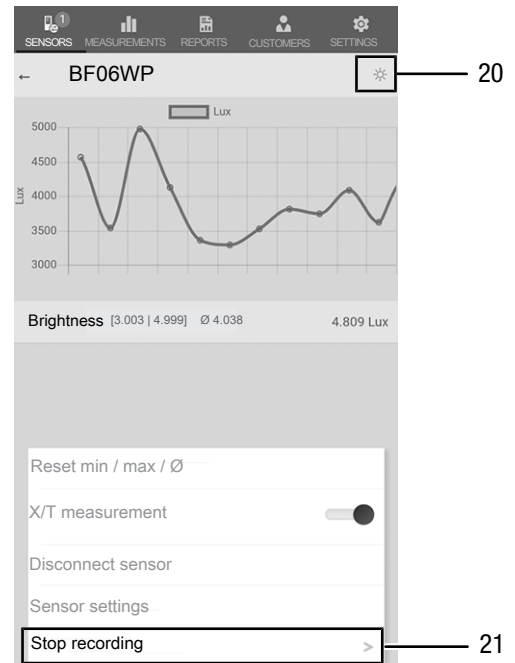 1
SENSORS MEASUREMENTS REPORTS CUSTOMERS SETTINGS
← BF06WP
20
Lux
5000
4500
4000
3500
3000
Lux
Brightness [3.003 | 4.999] Ø 4.038 4.809 Lux
Reset min / max / Ø
X/T measurement
Disconnect sensor
Sensor settings
Stop recording >
21